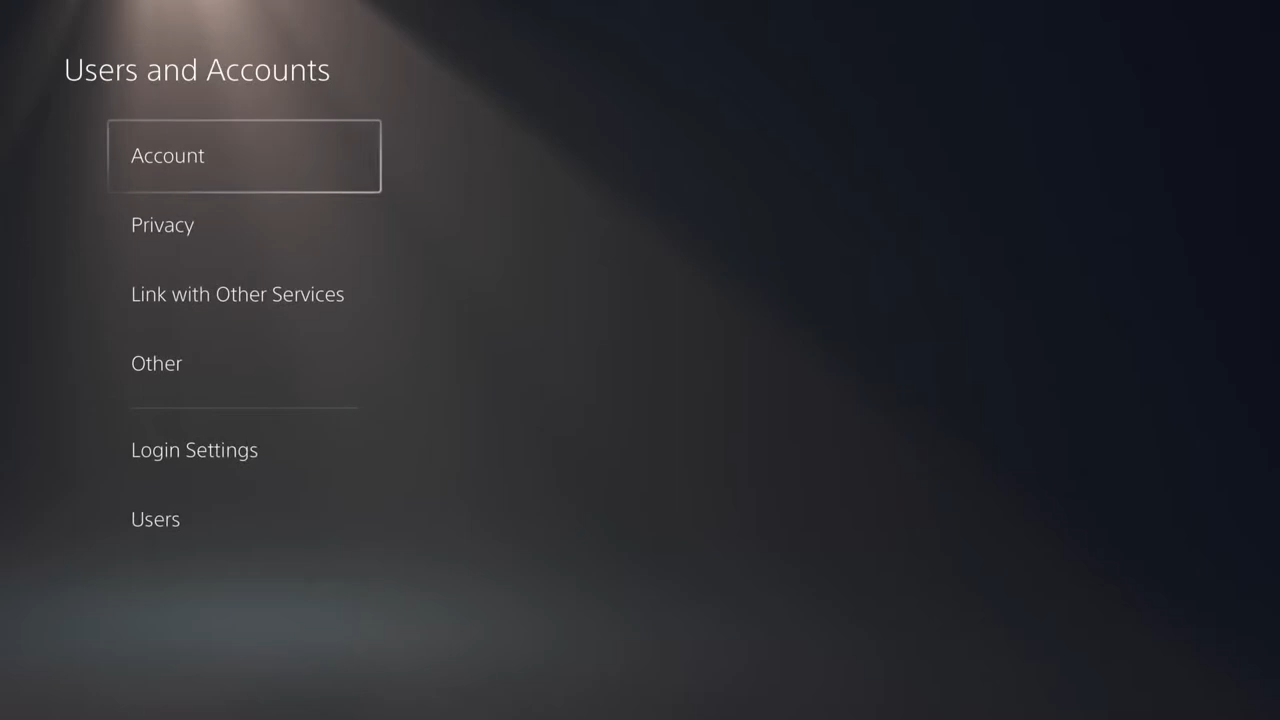 Users and Accounts
Account
Privacy
Link with Other Services
Other
Login Settings
Users